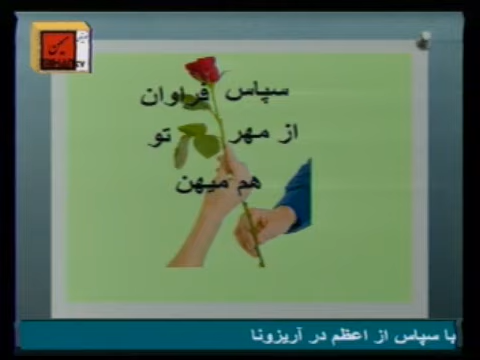 سپاس فراوان
از مهر تو
هم میهن
با سپاس از اعظم در آریزونا